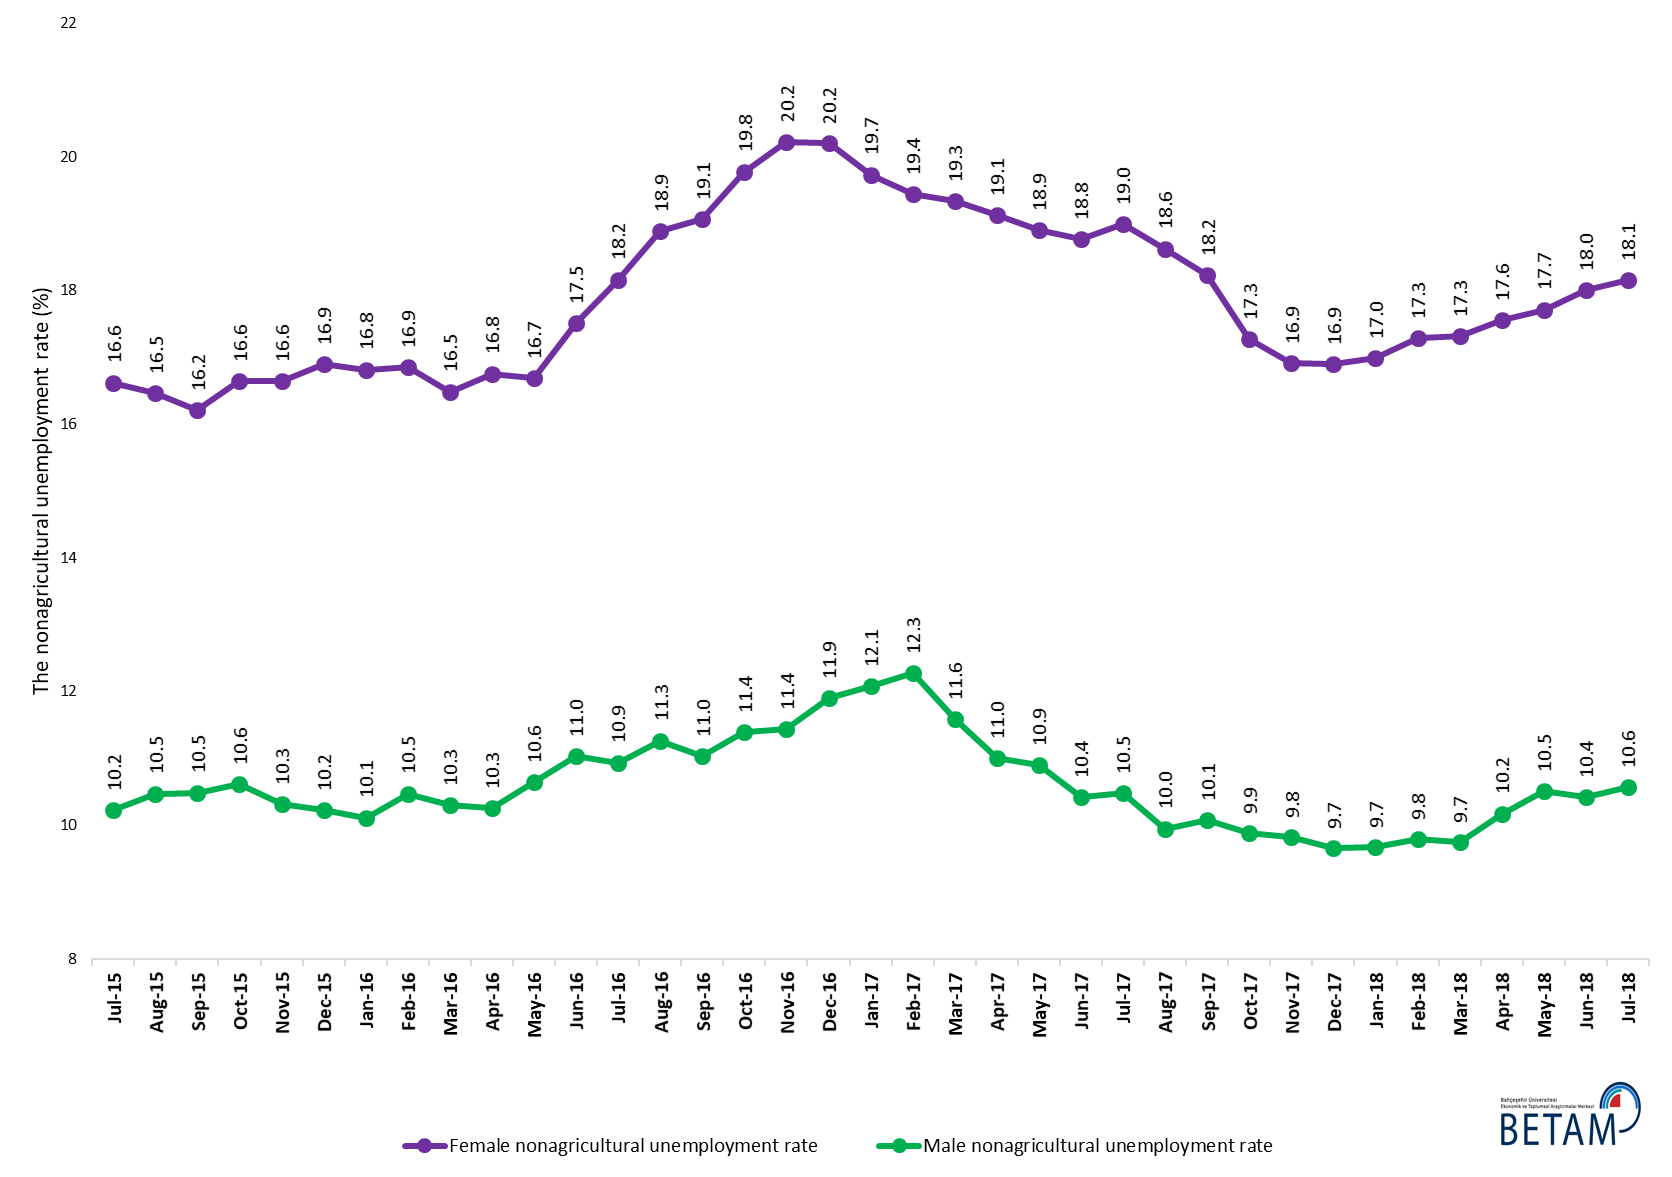 22
20
18
16
14
12
10
8
The nonagricultural unemployment rate (%)
16.6 16.5 16.2 16.6 16.6 16.9 16.8 16.9 16.5 16.8 16.7 17.5 18.2 18.9 19.1 19.8 20.2 20.2 19.7 19.4 19.3 19.1 18.9 18.8 19.0 18.6 18.2 17.3 16.9 16.9 17.0 17.3 17.3 17.6 17.7 18.0 18.1
10.2 10.5 10.5 10.6 10.3 10.2 10.1 10.5 10.3 10.3 10.6 11.0 10.9 11.3 11.0 11.4 11.4 11.9 12.1 12.3 11.6 11.0 10.9 10.4 10.5 10.0 10.1 9.9 9.8 9.7 9.7 9.8 9.7 10.2 10.5 10.4 10.6
Jul-15 Aug-15 Sep-15 Oct-15 Nov-15 Dec-15 Jan-16 Feb-16 Mar-16 Apr-16 May-16 Jun-16 Jul-16 Aug-16 Sep-16 Oct-16 Nov-16 Dec-16 Jan-17 Feb-17 Mar-17 Apr-17 May-17 Jun-17 Jul-17 Aug-17 Sep-17 Oct-17 Nov-17 Dec-17 Jan-18 Feb-18 Mar-18 Apr-18 May-18 Jun-18 Jul-18
Bahçeşehir Üniversitesi
Ekonomik ve Toplumsal Araştırmalar Merkezi
BETAM
Female nonagricultural unemployment rate
Male nonagricultural unemployment rate